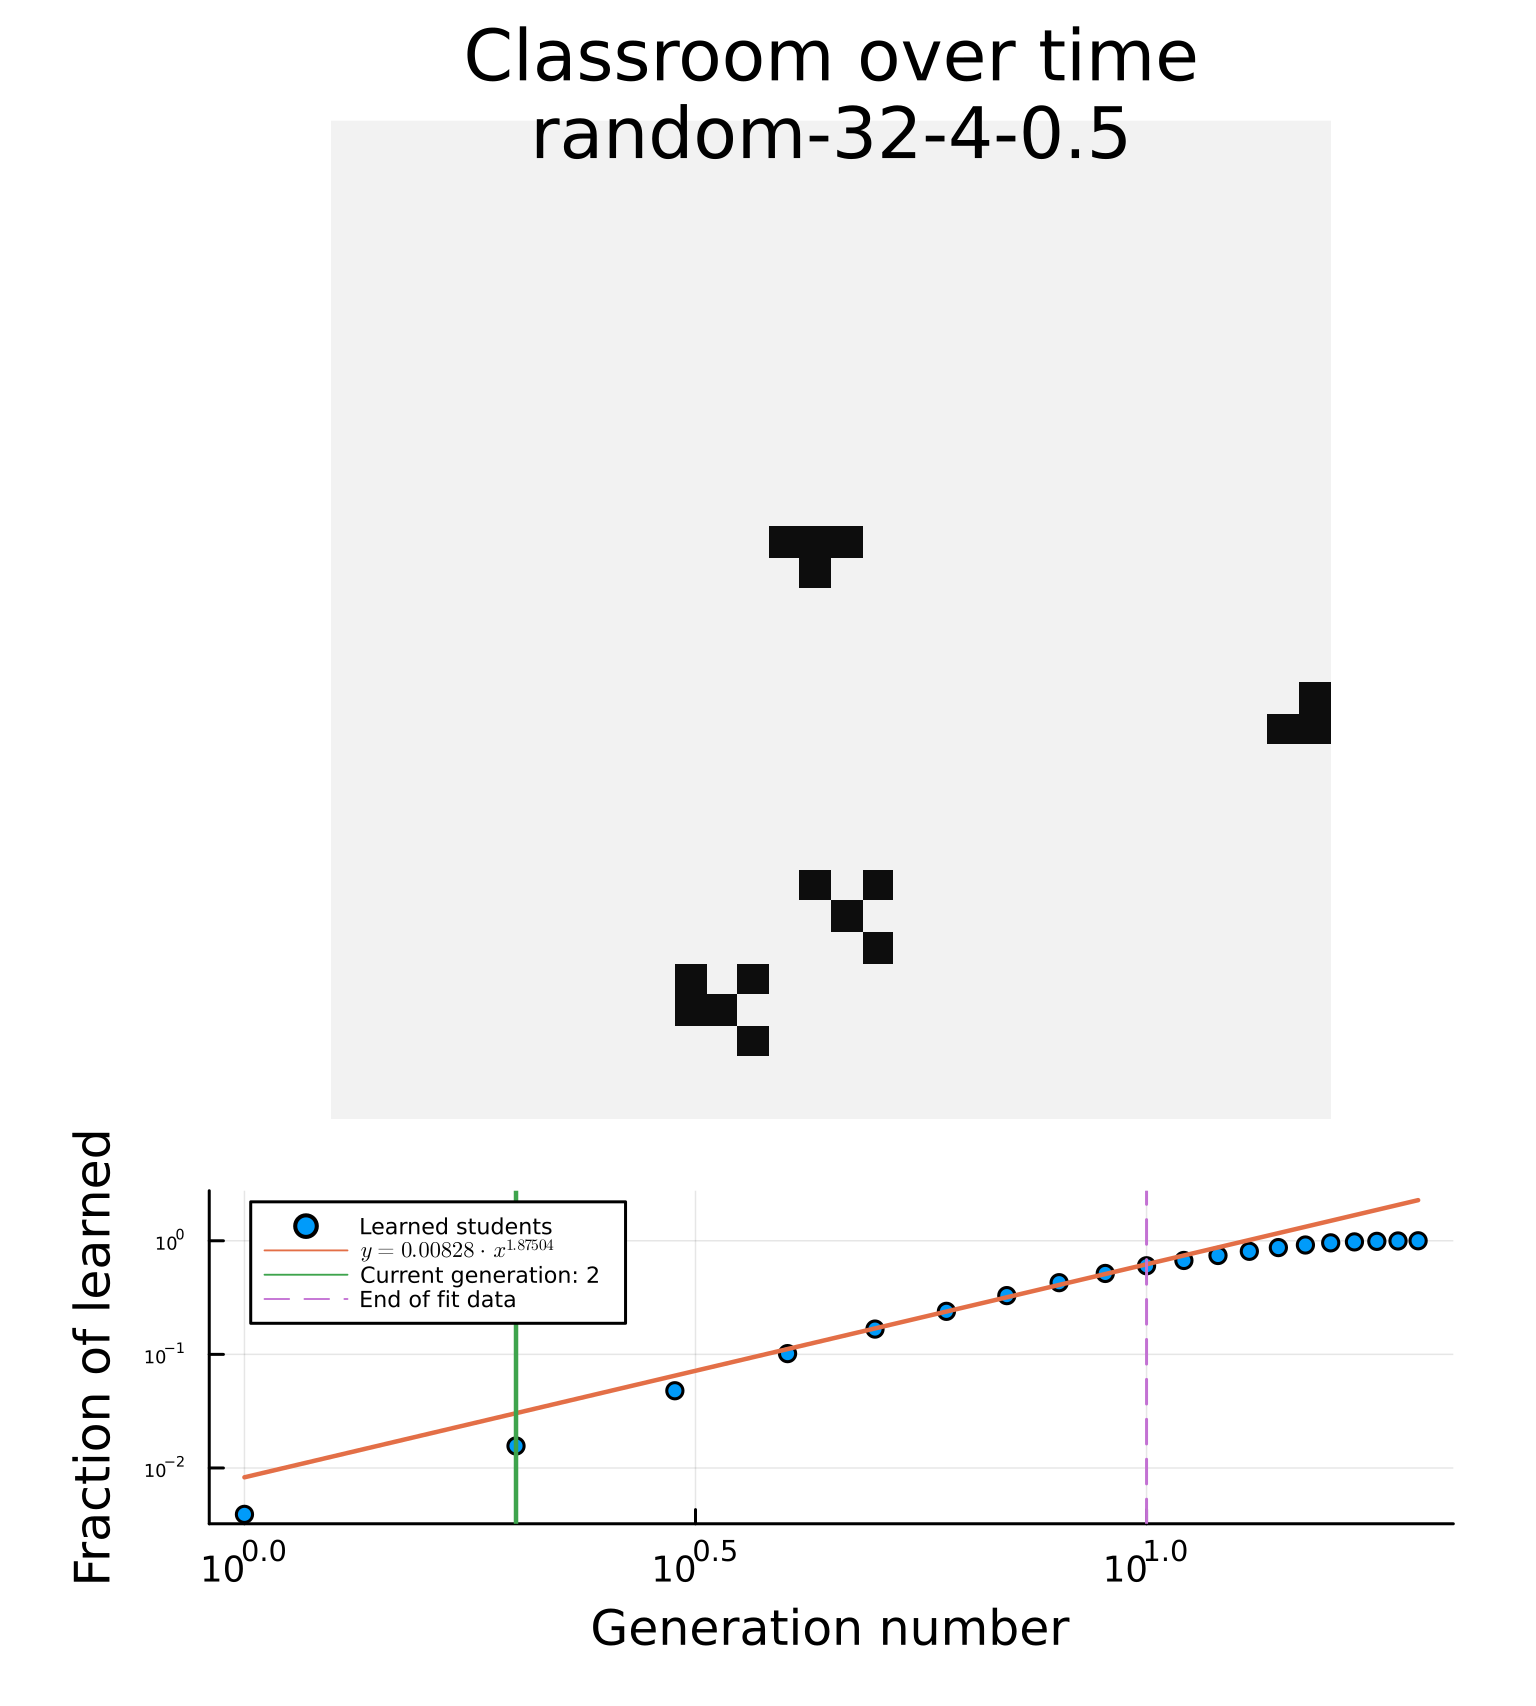 Classroom over time
random-32-4-0.5
Fraction of learned
10⁰
10⁻¹
10⁻²
Learned students
y = 0.00828 · x^1.87504
Current generation: 2
End of fit data
10^0.0
10^0.5
10^1.0
Generation number